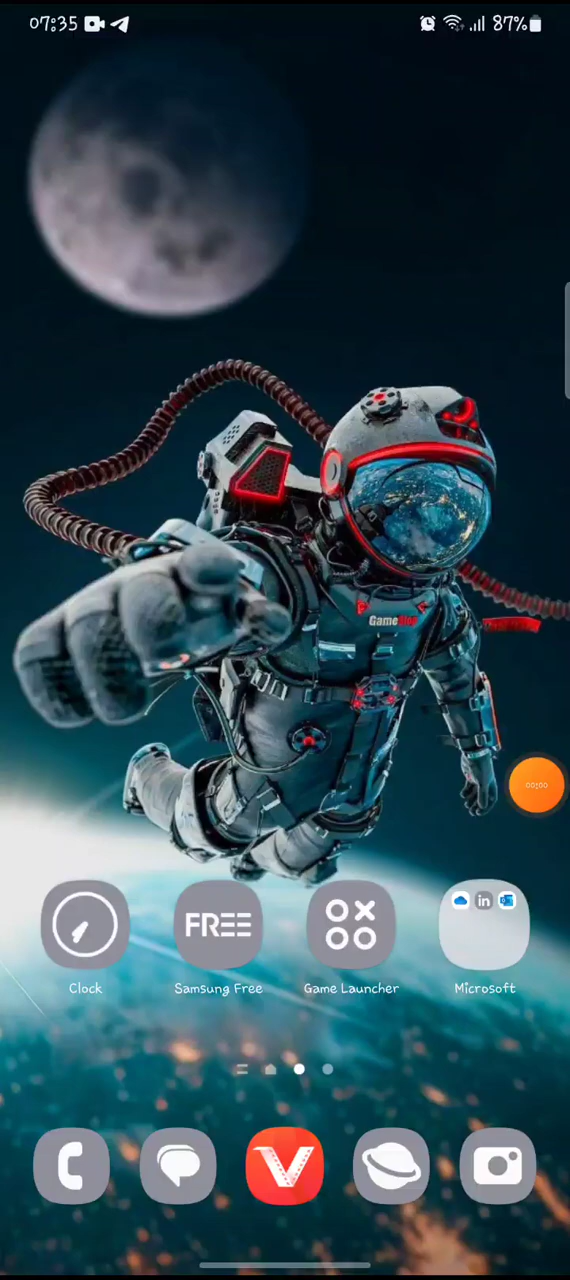 07:35
87%
GameStop
00:00
FREE
in
Clock
Samsung Free
Game Launcher
Microsoft